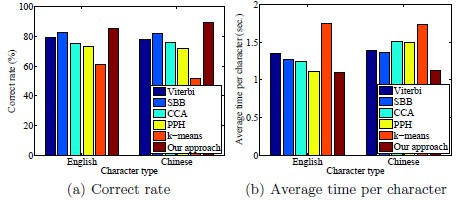 100
80
60
40
20
0
Correct rate (%)
Viterbi
SBB
CCA
PPH
k−means
Our approach
English
Chinese
Character type
(a) Correct rate
2
1.5
1
0.5
0
Average time per character (sec.)
Viterbi
SBB
CCA
PPH
k−means
Our approach
English
Chinese
Character type
(b) Average time per character